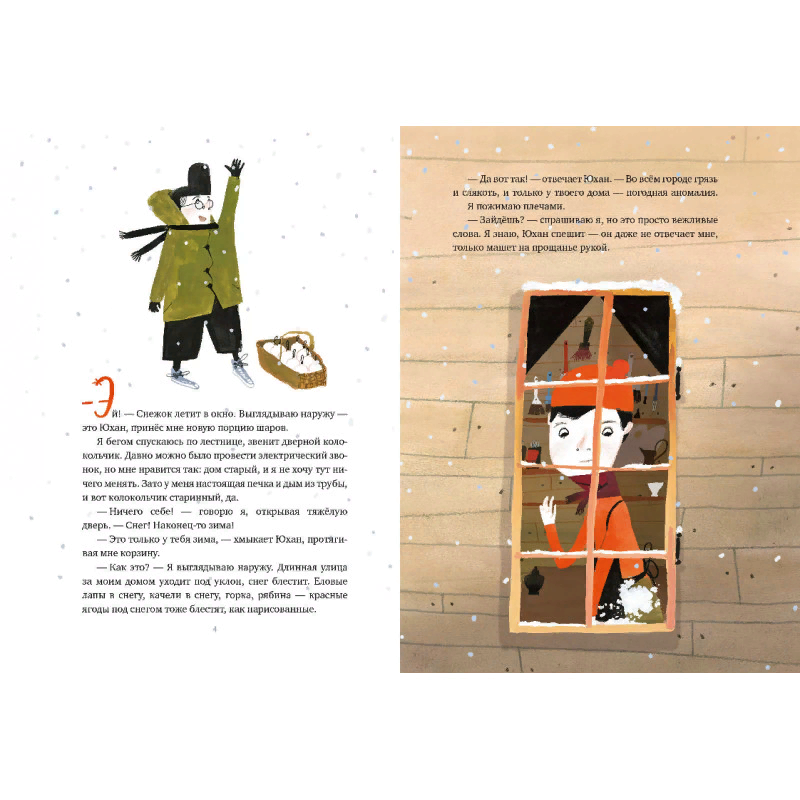 — Эй! — Снежок летит в окно. Выглядываю наружу —
это Юхан, принёс мне новую порцию шаров.
Я бегом спускаюсь по лестнице, звенит дверной коло-
кольчик. Давно можно было провести электрический зво-
нок, но мне нравится так: дом старый, и я не хочу тут ни-
чего менять. Зато у меня настоящая печка и дым из трубы,
и вот колокольчик старинный, да.
— Ничего себе! — говорю я, открывая тяжёлую
дверь. — Снег! Наконец-то зима!
— Это только у тебя зима, — хмыкает Юхан, протяги-
вая мне корзину.
— Как это? — Я выглядываю наружу. Длинная улица
за моим домом уходит под уклон, снег блестит. Еловые
лапы в снегу, качели в снегу, горка, рябина — красные
ягоды под снегом тоже блестят, как нарисованные.
4
— Да вот так! — отвечает Юхан. — Во всём городе грязь
и слякоть, и только у твоего дома — погодная аномалия.
Я пожимаю плечами.
— Зайдёшь? — спрашиваю я, но это просто вежливые
слова. Я знаю, Юхан спешит — он даже не отвечает мне,
только машет на прощанье рукой.